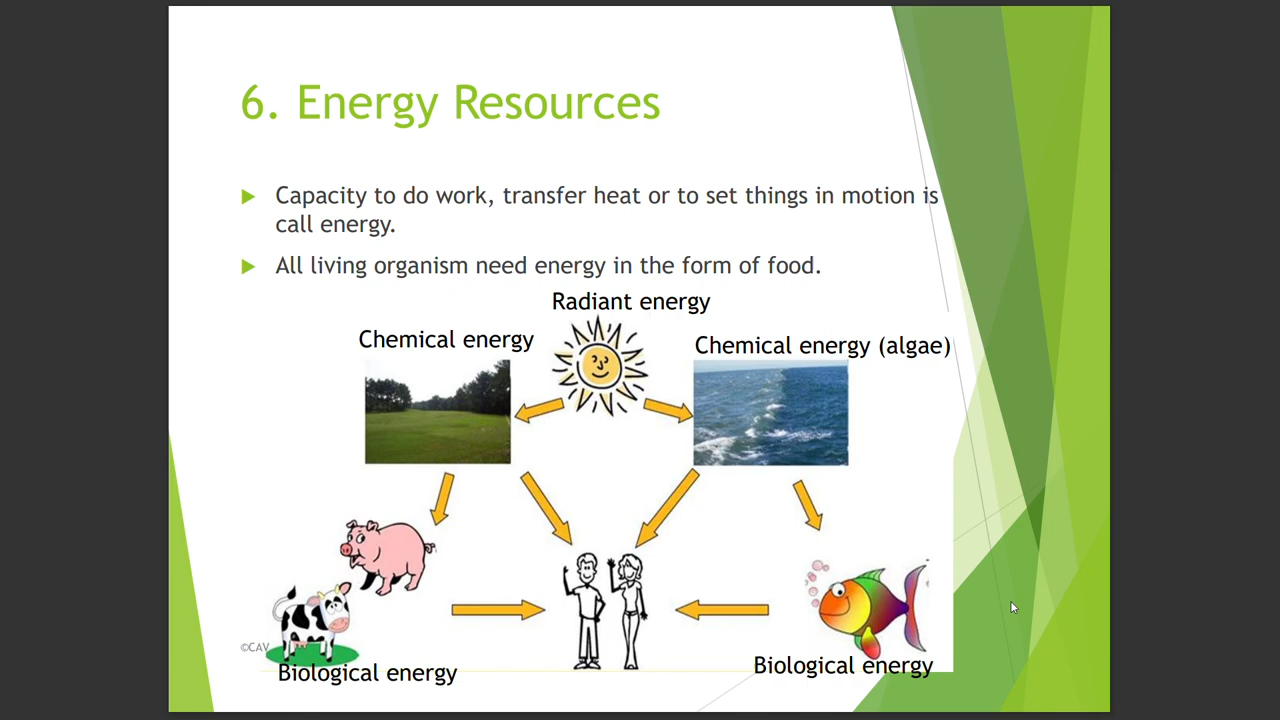 6. Energy Resources
Capacity to do work, transfer heat or to set things in motion is
call energy.
All living organism need energy in the form of food.
Radiant energy
Chemical energy
Chemical energy (algae)
©CAV
Biological energy
Biological energy